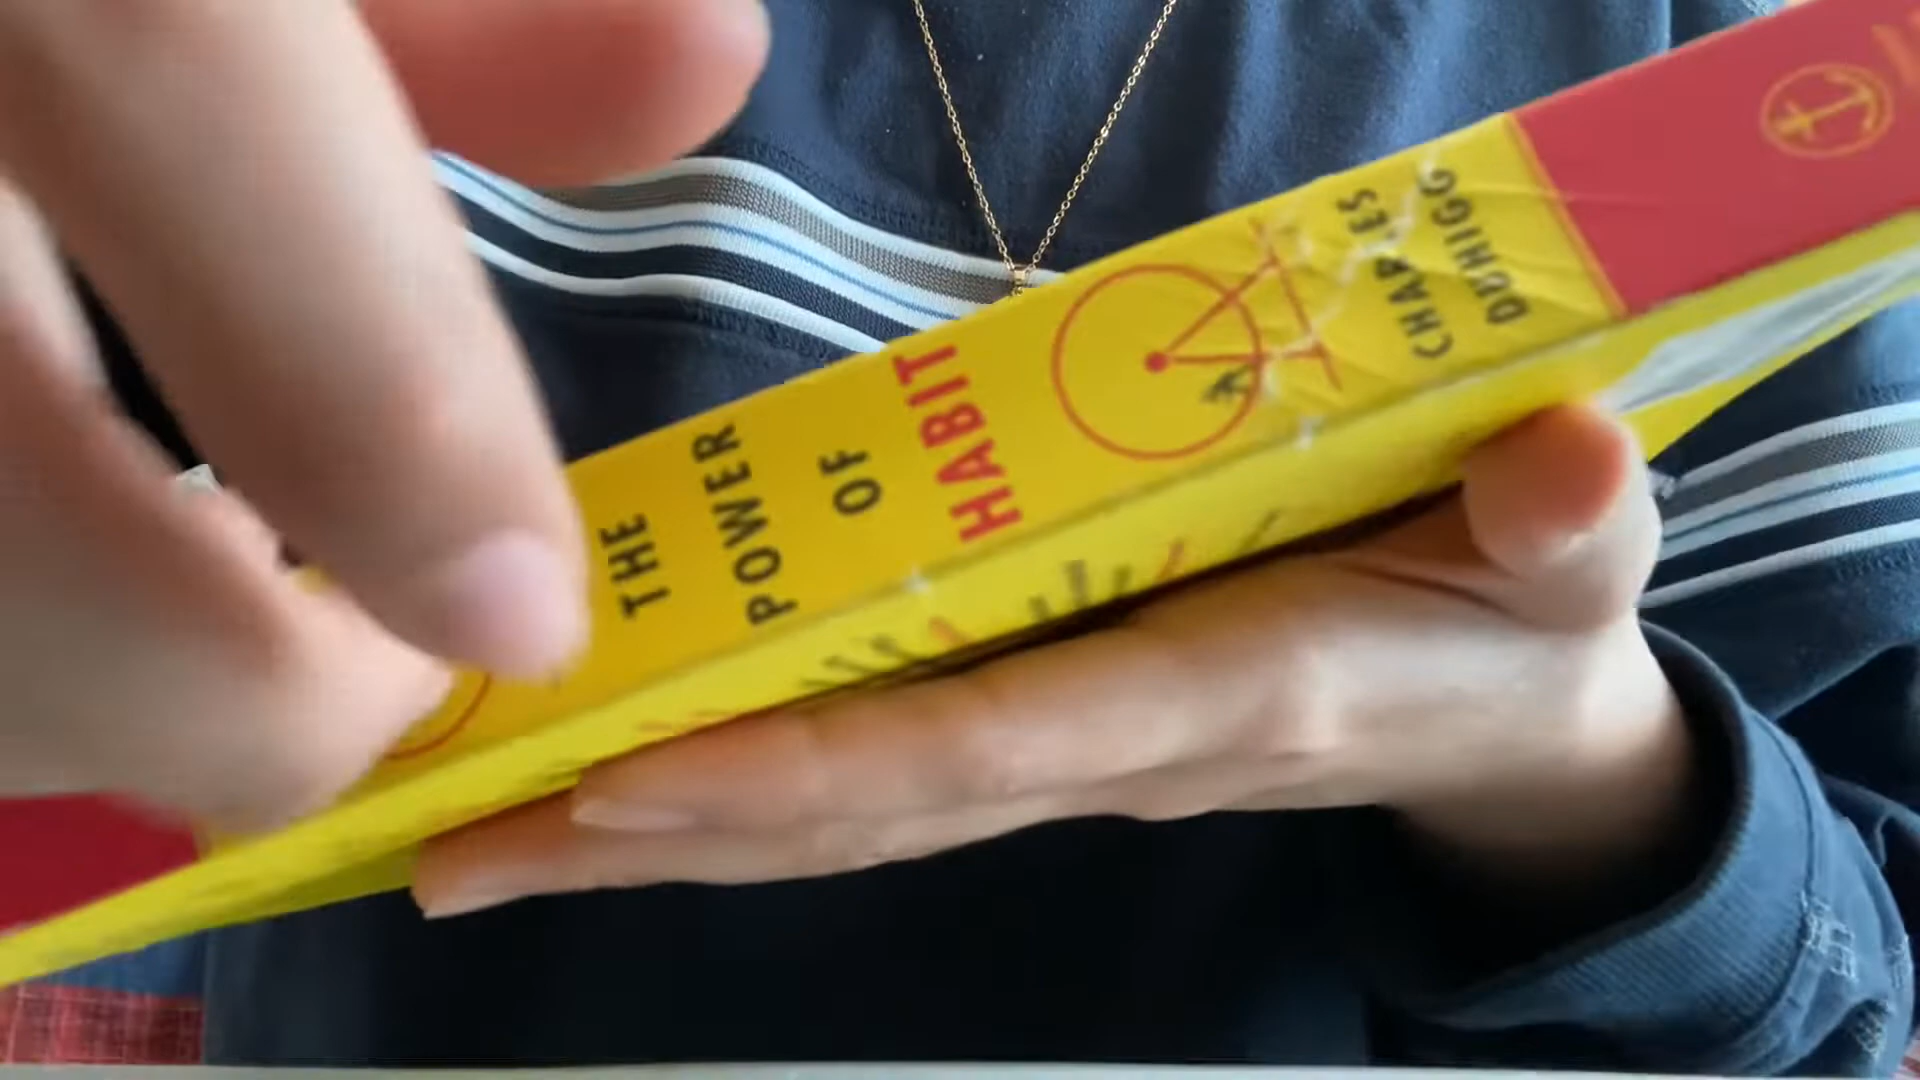 THE
POWER
OF
HABIT
CHARLES
DUHIGG